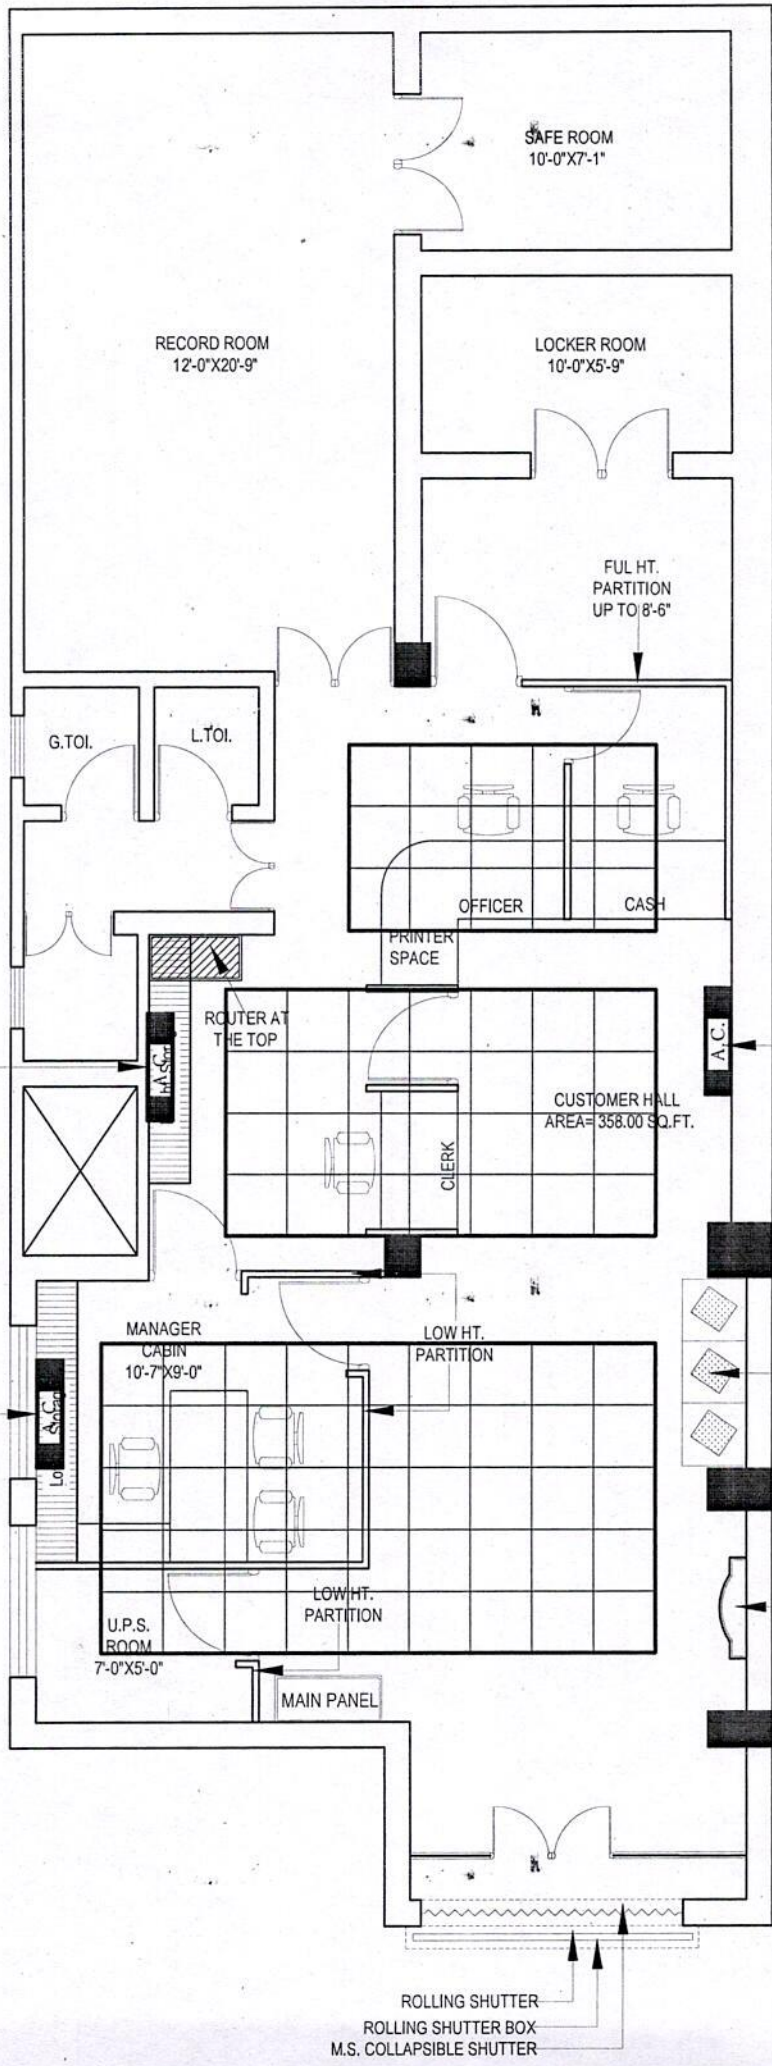 SAFE ROOM
10'-0"X7'-1"
RECORD ROOM
12'-0"X20'-9"
LOCKER ROOM
10'-0"X5'-9"
FUL HT.
PARTITION
UP TO 8'-6"
G.TOI.
L.TOI.
OFFICER
CASH
PRINTER
SPACE
ROUTER AT
THE TOP
A.C.
A.C.
CUSTOMER HALL
AREA= 358.00 SQ.FT.
CLERK
MANAGER
CABIN
10'-7"X9'-0"
LOW HT.
PARTITION
A.C.
Storag
Lo
LOW HT.
PARTITION
U.P.S.
ROOM
7'-0"X5'-0"
MAIN PANEL
ROLLING SHUTTER
ROLLING SHUTTER BOX
M.S. COLLAPSIBLE SHUTTER